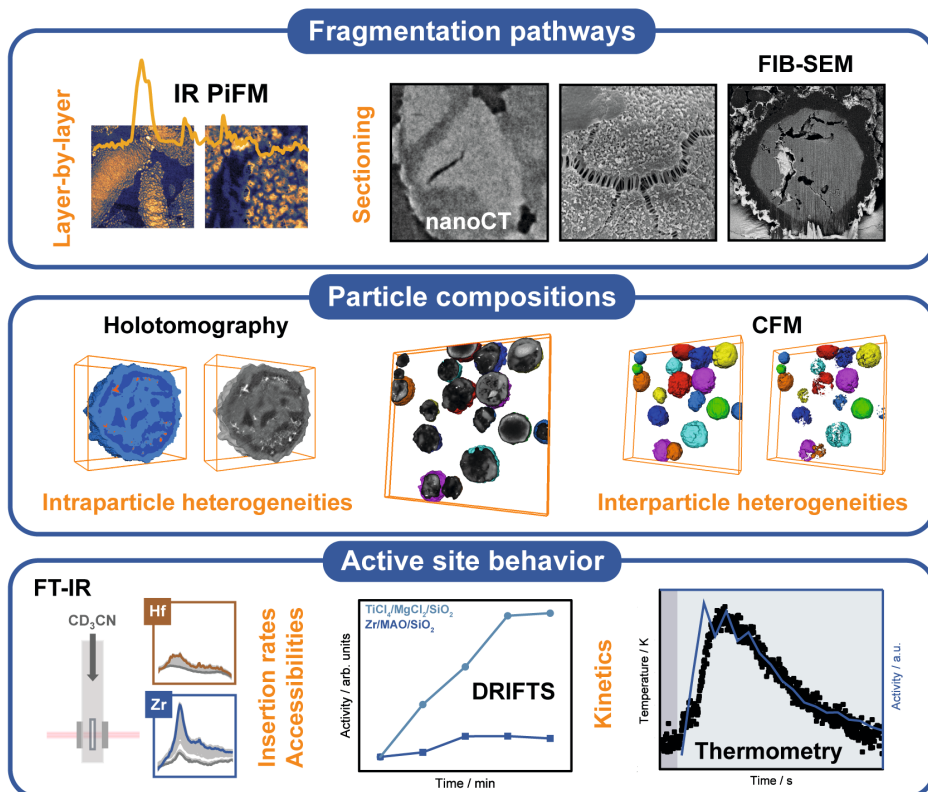 Fragmentation pathways
Layer-by-layer
IR PiFM
Sectioning
nanoCT
FIB-SEM
Particle compositions
Holotomography
CFM
Intraparticle heterogeneities
Interparticle heterogeneities
Active site behavior
FT-IR
CD₃CN
Hf
Zr
Insertion rates
Accessibilities
Activity / arb. units
TiCl₄/MgCl₂/SiO₂
Zr/MAO/SiO₂
DRIFTS
Time / min
Kinetics
Temperature / K
Thermometry
Activity / a.u.
Time / s